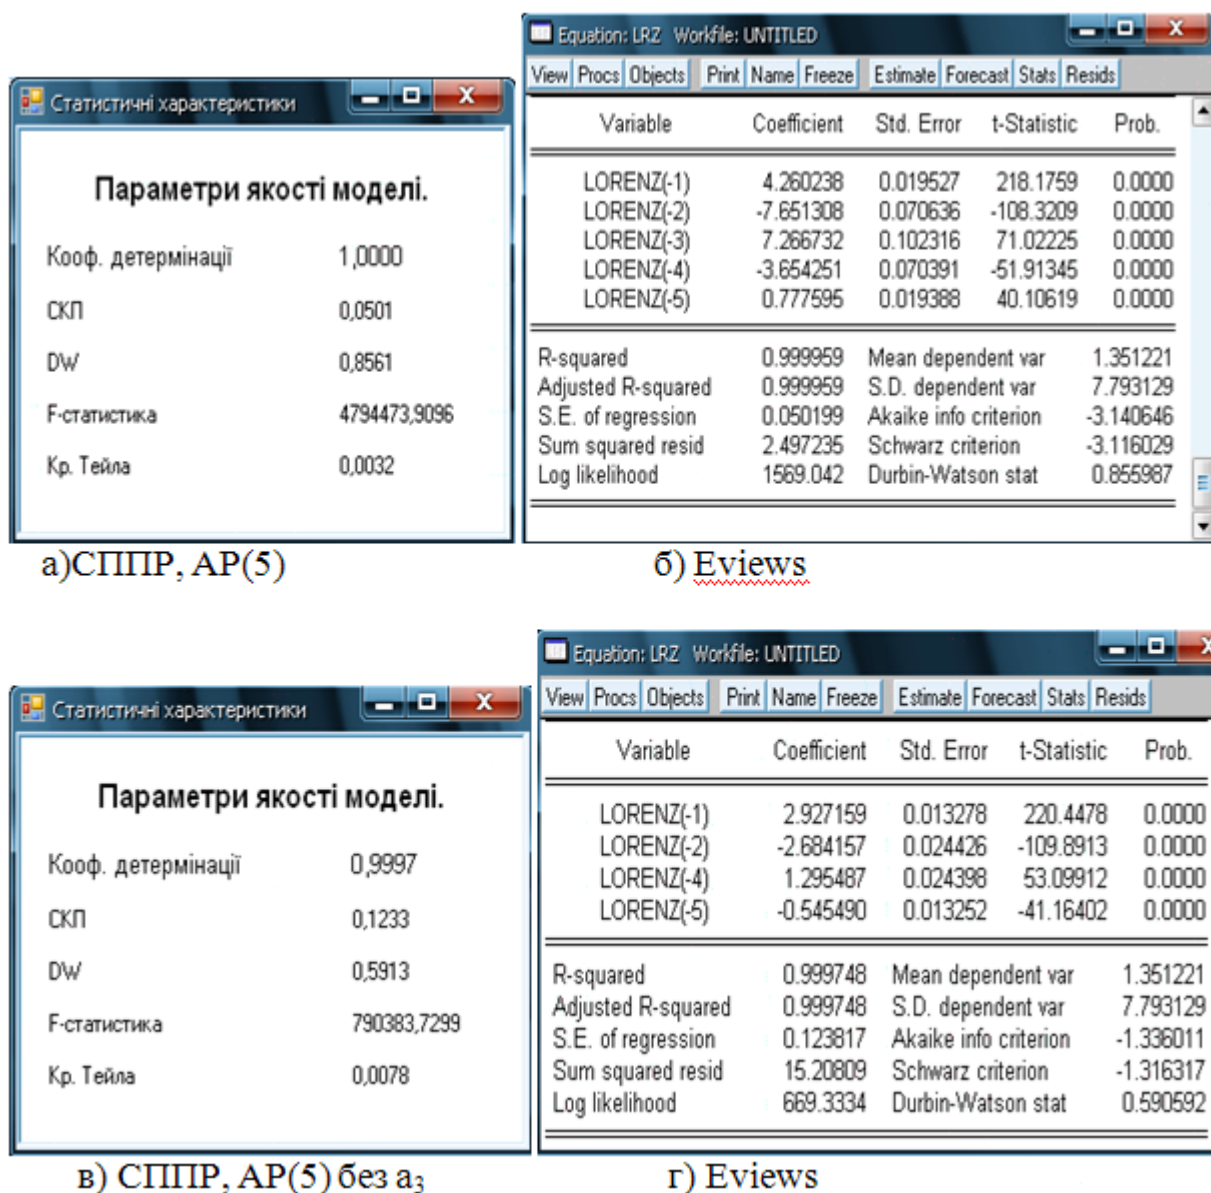 Equation: LRZ Workfile: UNTITLED
View Procs Objects Print Name Freeze Estimate Forecast Stats Resids
Variable Coefficient Std. Error t-Statistic Prob.
LORENZ(-1) 4.260238 0.019527 218.1759 0.0000
LORENZ(-2) -7.651308 0.070636 -108.3209 0.0000
LORENZ(-3) 7.266732 0.102316 71.02225 0.0000
LORENZ(-4) -3.654251 0.070391 -51.91345 0.0000
LORENZ(-5) 0.777595 0.019388 40.10619 0.0000
R-squared 0.999959 Mean dependent var 1.351221
Adjusted R-squared 0.999959 S.D. dependent var 7.793129
S.E. of regression 0.050199 Akaike info criterion -3.140646
Sum squared resid 2.497235 Schwarz criterion -3.116029
Log likelihood 1569.042 Durbin-Watson stat 0.855987
Статистичні характеристики
Параметри якості моделі.
Кооф. детермінації 1,0000
СКП 0,0501
DW 0,8561
F-статистика 4794473,9096
Кр. Тейла 0,0032
а)СППР, АР(5)
б) Eviews
Equation: LRZ Workfile: UNTITLED
View Procs Objects Print Name Freeze Estimate Forecast Stats Resids
Variable Coefficient Std. Error t-Statistic Prob.
LORENZ(-1) 2.927159 0.013278 220.4478 0.0000
LORENZ(-2) -2.684157 0.024426 -109.8913 0.0000
LORENZ(-4) 1.295487 0.024398 53.09912 0.0000
LORENZ(-5) -0.545490 0.013252 -41.16402 0.0000
R-squared 0.999748 Mean dependent var 1.351221
Adjusted R-squared 0.999748 S.D. dependent var 7.793129
S.E. of regression 0.123817 Akaike info criterion -1.336011
Sum squared resid 15.20809 Schwarz criterion -1.316317
Log likelihood 669.3334 Durbin-Watson stat 0.590592
Статистичні характеристики
Параметри якості моделі.
Кооф. детермінації 0,9997
СКП 0,1233
DW 0,5913
F-статистика 790383,7299
Кр. Тейла 0,0078
в) СППР, АР(5) без а₃
г) Eviews